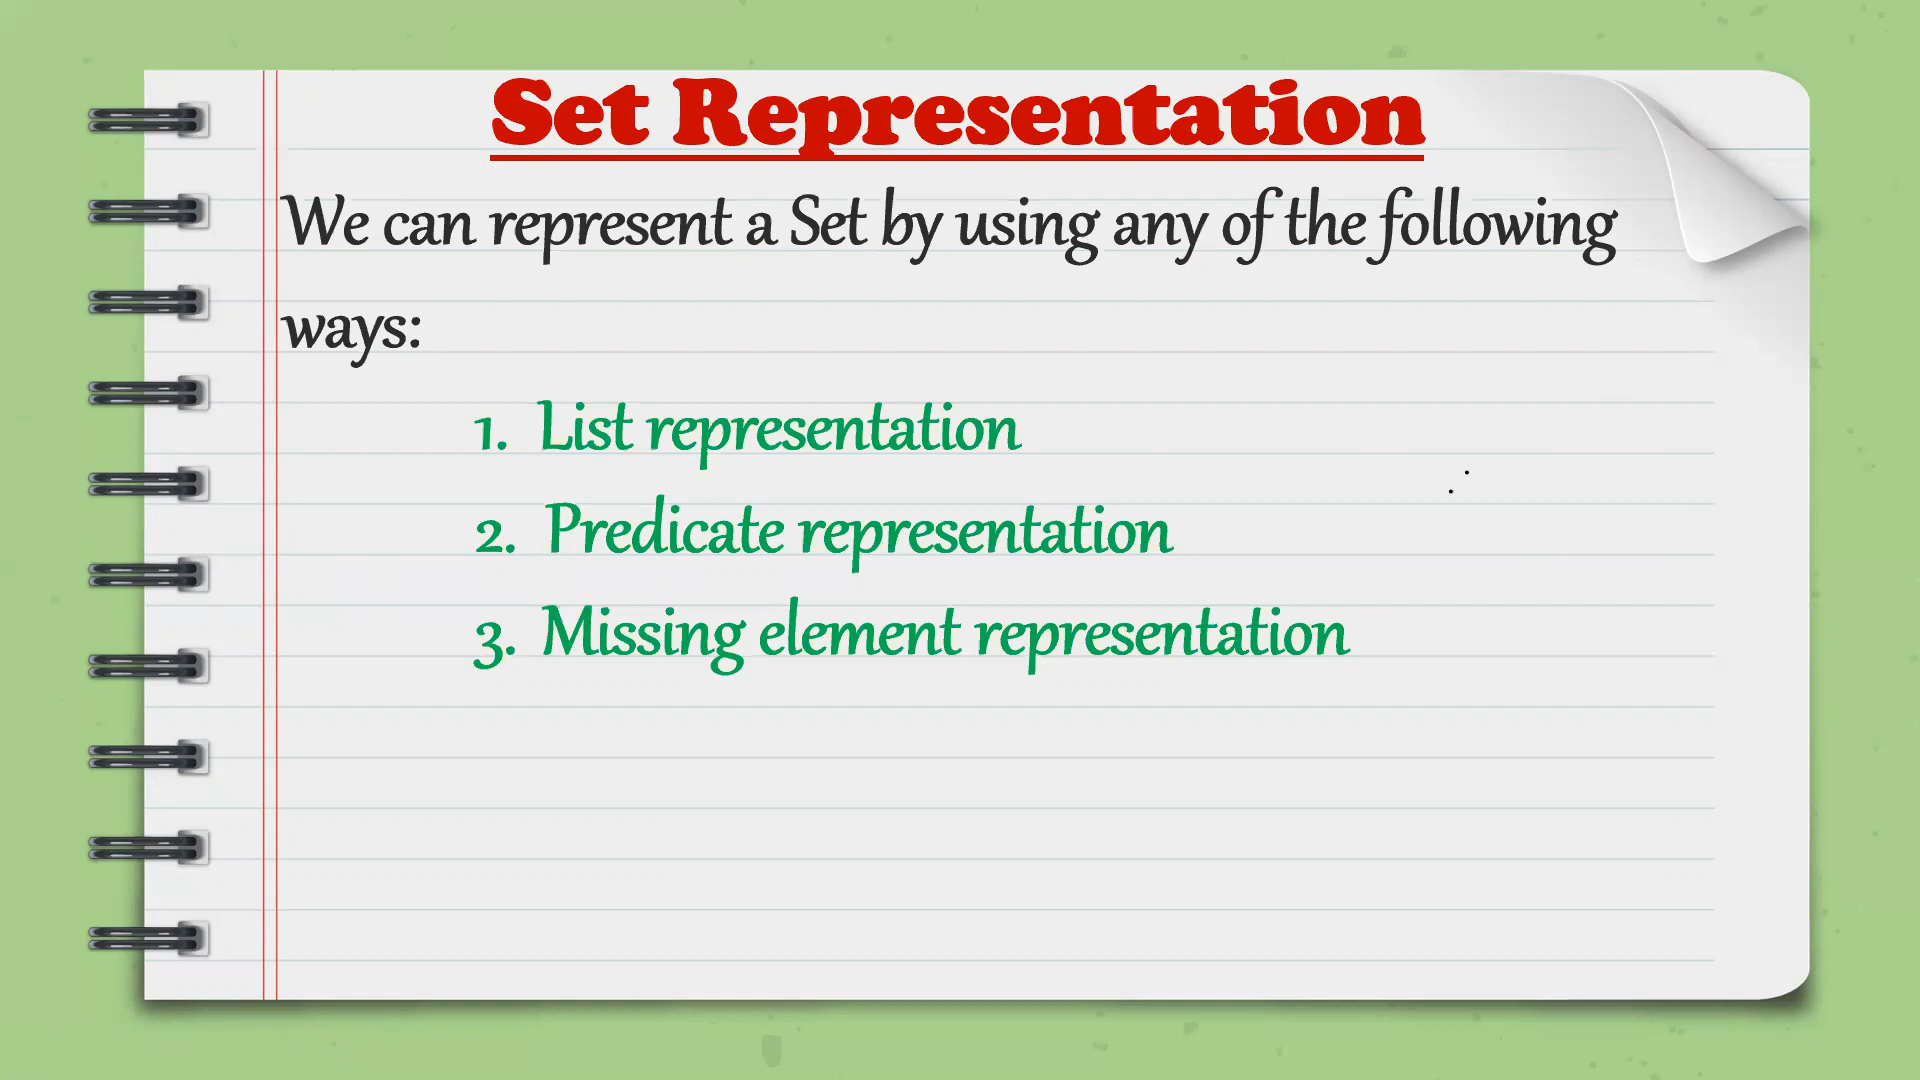 Set Representation
We can represent a Set by using any of the following
ways:
1. List representation
2. Predicate representation
3. Missing element representation